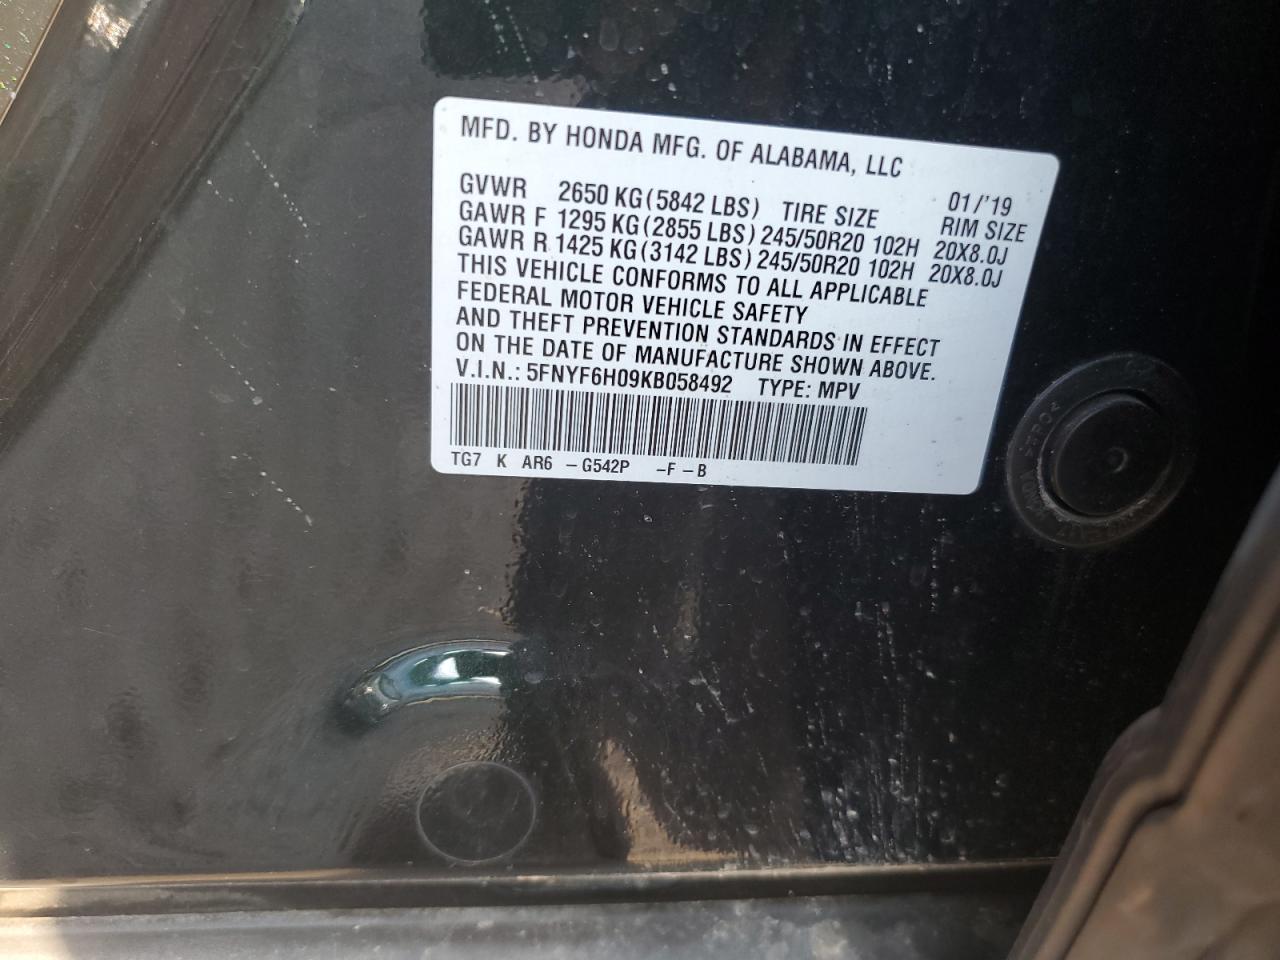 MFD. BY HONDA MFG. OF ALABAMA, LLC
01/'19
GVWR 2650 KG(5842 LBS) TIRE SIZE RIM SIZE
GAWR F 1295 KG(2855 LBS) 245/50R20 102H 20X8.0J
GAWR R 1425 KG(3142 LBS) 245/50R20 102H 20X8.0J
THIS VEHICLE CONFORMS TO ALL APPLICABLE
FEDERAL MOTOR VEHICLE SAFETY
AND THEFT PREVENTION STANDARDS IN EFFECT
ON THE DATE OF MANUFACTURE SHOWN ABOVE.
V.I.N.: 5FNYF6H09KB058492 TYPE: MPV
TG7 K AR6 -G542P -F -B